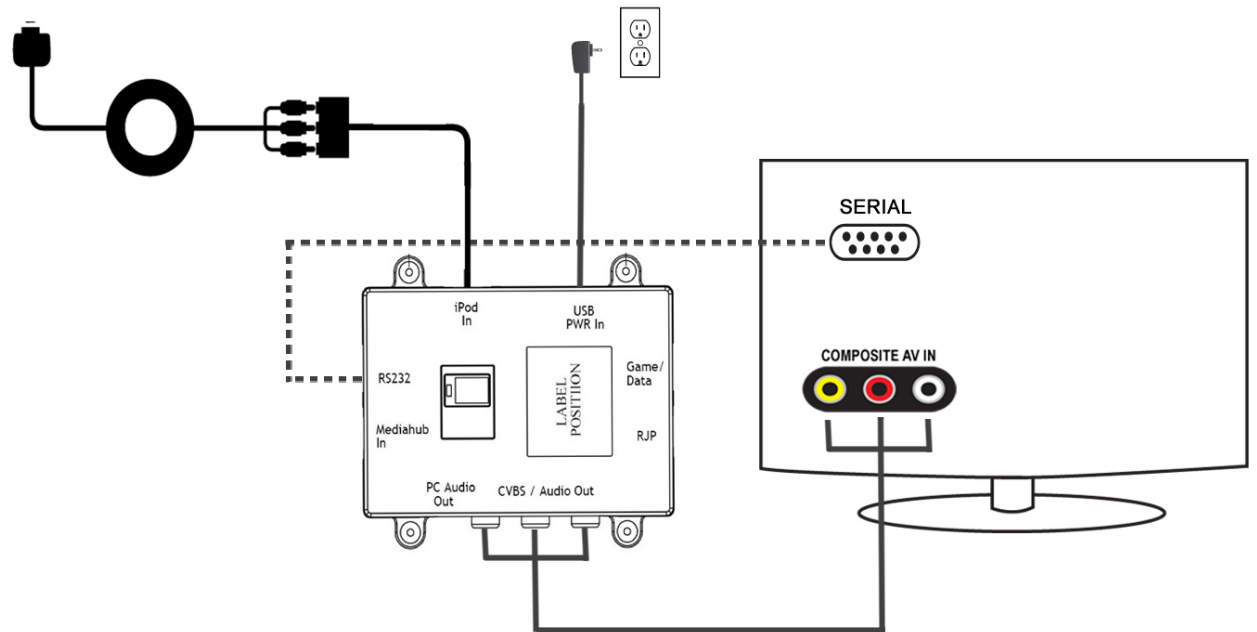 SERIAL
iPod
In
USB
PWR In
COMPOSITE AV IN
RS232
Game/
Data
LABEL
POSITIION
Mediahub
In
RJP
PC Audio
Out
CVBS / Audio Out